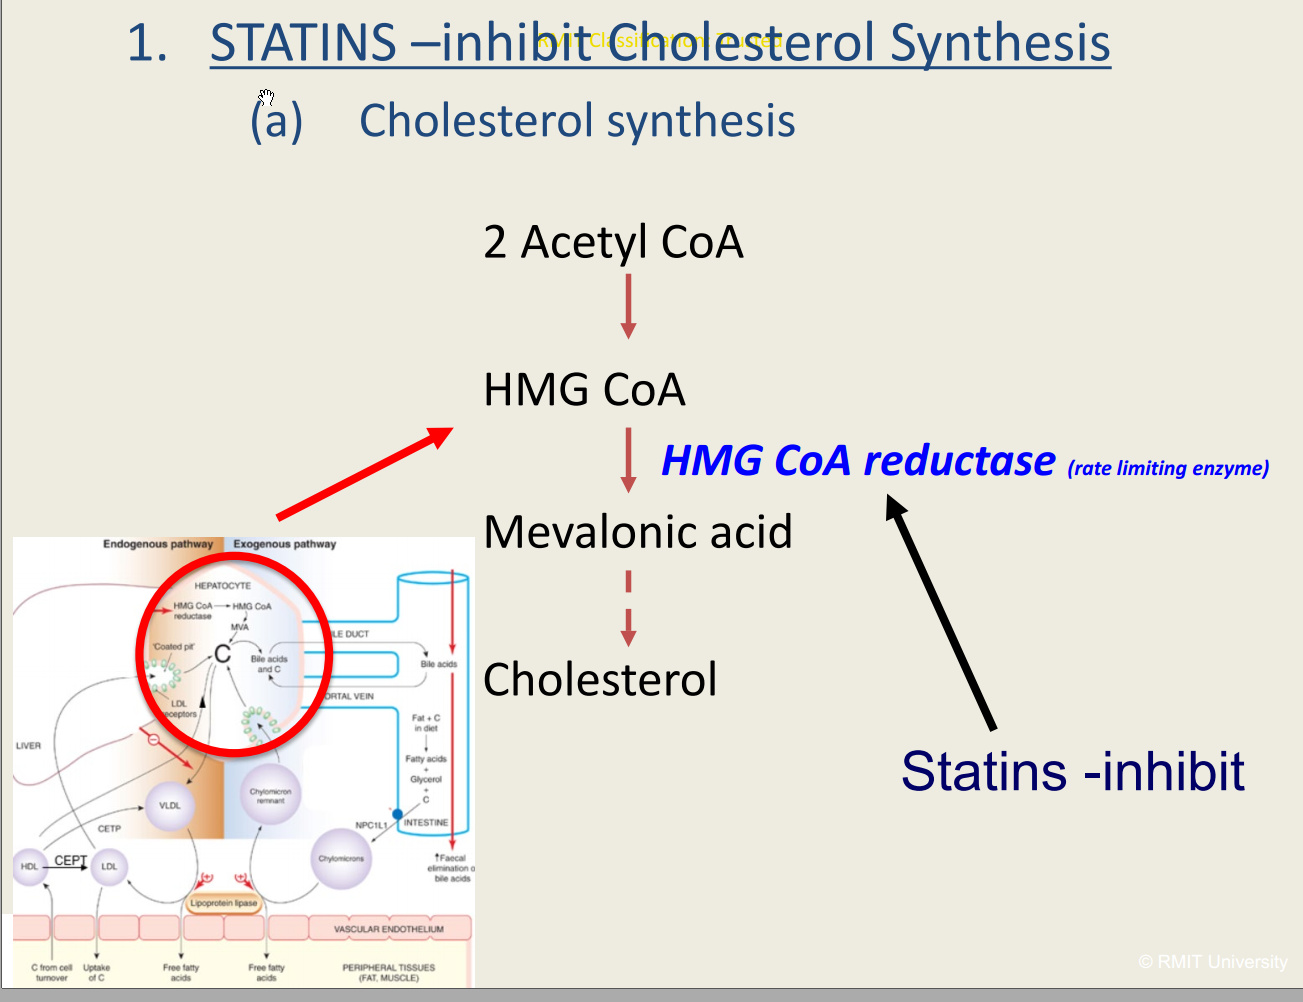 1. STATINS –inhibit Cholesterol Synthesis
RMIT Classification: Trusted
(a) Cholesterol synthesis
2 Acetyl CoA
HMG CoA
HMG CoA reductase (rate limiting enzyme)
Mevalonic acid
Cholesterol
Statins -inhibit
Endogenous pathway
Exogenous pathway
HEPATOCYTE
HMG CoA
reductase
HMG CoA
MVA
'Coated pit'
C
Bile acids
and C
LE DUCT
Bile acids
ORTAL VEIN
LDL
eceptors
LIVER
Fat + C
in diet
Fatty acids
+
Glycerol
+
C
VLDL
Chylomicron
remnant
CETP
NPC1L1
INTESTINE
HDL
CEPT
LDL
Chylomicrons
Faecal
elimination o
bile acids
Lipoprotein lipase
VASCULAR ENDOTHELIUM
C from cell
turnover
Uptake
of C
Free fatty
acids
Free fatty
acids
PERIPHERAL TISSUES
(FAT, MUSCLE)
© RMIT University